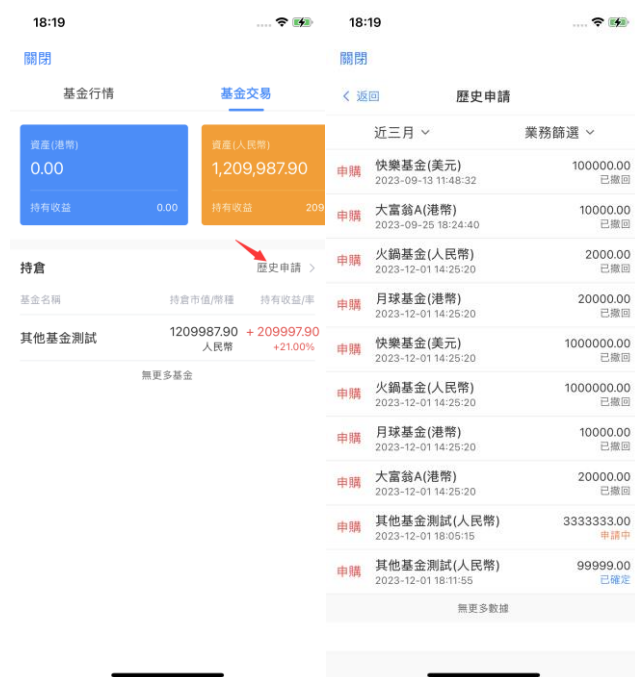 18:19
關閉
基金行情 基金交易
資產(港幣)
0.00
持有收益 0.00
資產(人民幣)
1,209,987.90
持有收益 209
持倉 歷史申請 >
基金名稱 持倉市值/幣種 持有收益/率
其他基金測試 1209987.90 + 209997.90
人民幣 +21.00%
無更多基金
18:19
關閉
< 返回 歷史申請
近三月 業務篩選
申購 快樂基金(美元) 100000.00
2023-09-13 11:48:32 已撤回
申購 大富翁A(港幣) 10000.00
2023-09-25 18:24:40 已撤回
申購 火鍋基金(人民幣) 2000.00
2023-12-01 14:25:20 已撤回
申購 月球基金(港幣) 20000.00
2023-12-01 14:25:20 已撤回
申購 快樂基金(美元) 1000000.00
2023-12-01 14:25:20 已撤回
申購 火鍋基金(人民幣) 1000000.00
2023-12-01 14:25:20 已撤回
申購 月球基金(港幣) 10000.00
2023-12-01 14:25:20 已撤回
申購 大富翁A(港幣) 20000.00
2023-12-01 14:25:20 已撤回
申購 其他基金測試(人民幣) 3333333.00
2023-12-01 18:05:15 申請中
申購 其他基金測試(人民幣) 99999.00
2023-12-01 18:11:55 已確定
無更多數據